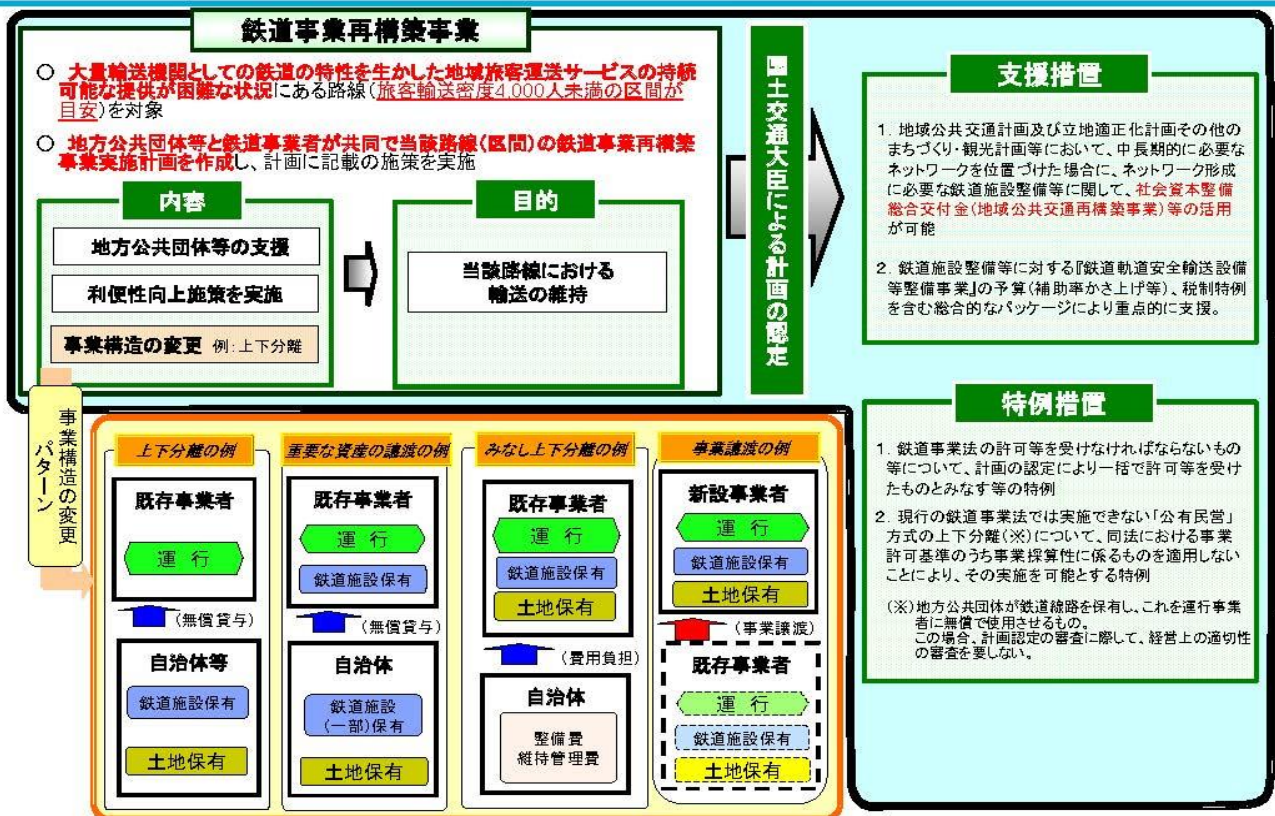 鉄道事業再構築事業
○ 大量輸送機関としての鉄道の特性を生かした地域旅客運送サービスの持続
可能な提供が困難な状況にある路線(旅客輸送密度4,000人未満の区間が
目安)を対象
○ 地方公共団体等と鉄道事業者が共同で当該路線(区間)の鉄道事業再構築
事業実施計画を作成し、計画に記載の施策を実施
内容
地方公共団体等の支援
利便性向上施策を実施
事業構造の変更 例:上下分離
目的
当該路線における
輸送の維持
国土交通大臣による計画の認定
支援措置
1. 地域公共交通計画及び立地適正化計画その他の
まちづくり・観光計画等において、中長期的に必要な
ネットワークを位置づけた場合に、ネットワーク形成
に必要な鉄道施設整備等に関して、社会資本整備
総合交付金(地域公共交通再構築事業)等の活用
が可能
2. 鉄道施設整備等に対する『鉄道軌道安全輸送設備
等整備事業』の予算(補助率かさ上げ等)、税制特例
を含む総合的なパッケージにより重点的に支援。
特例措置
1. 鉄道事業法の許可等を受けなければならないもの
等について、計画の認定により一括で許可等を受け
たものとみなす等の特例
2. 現行の鉄道事業法では実施できない「公有民営」
方式の上下分離(※)について、同法における事業
許可基準のうち事業採算性に係るものを適用しない
ことにより、その実施を可能とする特例
(※)地方公共団体が鉄道線路を保有し、これを運行事業
者に無償で使用させるもの。
この場合、計画認定の審査に際して、経営上の適切性
の審査を要しない。
事業構造の変更
パターン
上下分離の例
既存事業者
運 行
(無償貸与)
自治体等
鉄道施設保有
土地保有
重要な資産の譲渡の例
既存事業者
運 行
鉄道施設保有
(無償貸与)
自治体
鉄道施設
(一部)保有
土地保有
みなし上下分離の例
既存事業者
運 行
鉄道施設保有
土地保有
(費用負担)
自治体
整備費
維持管理費
事業譲渡の例
新設事業者
運 行
鉄道施設保有
土地保有
(事業譲渡)
既存事業者
運 行
鉄道施設保有
土地保有